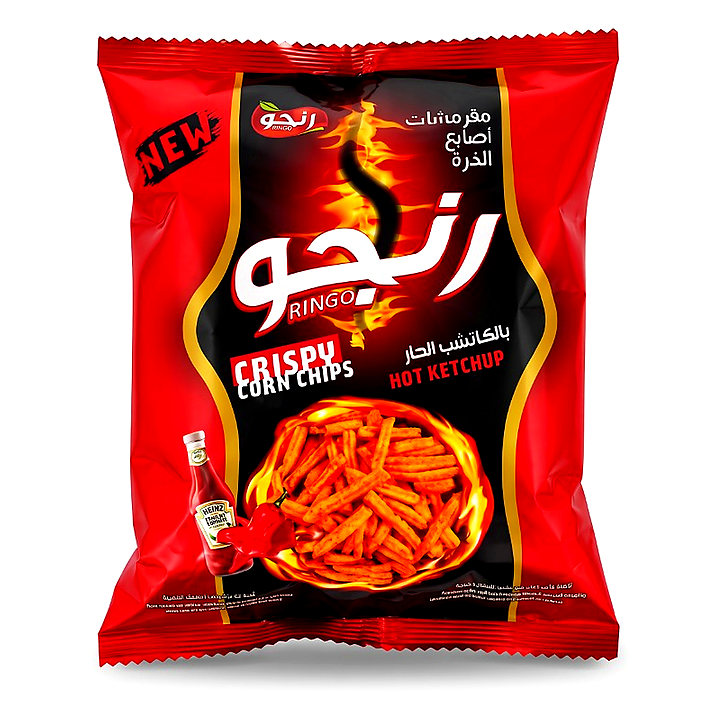 NEW
رنجو
RINGO
مقرمشات
أصابع
الذرة
رنجو
RINGO
CRISPY
CORN CHIPS
بالكاتشب الحار
HOT KETCHUP
HEINZ